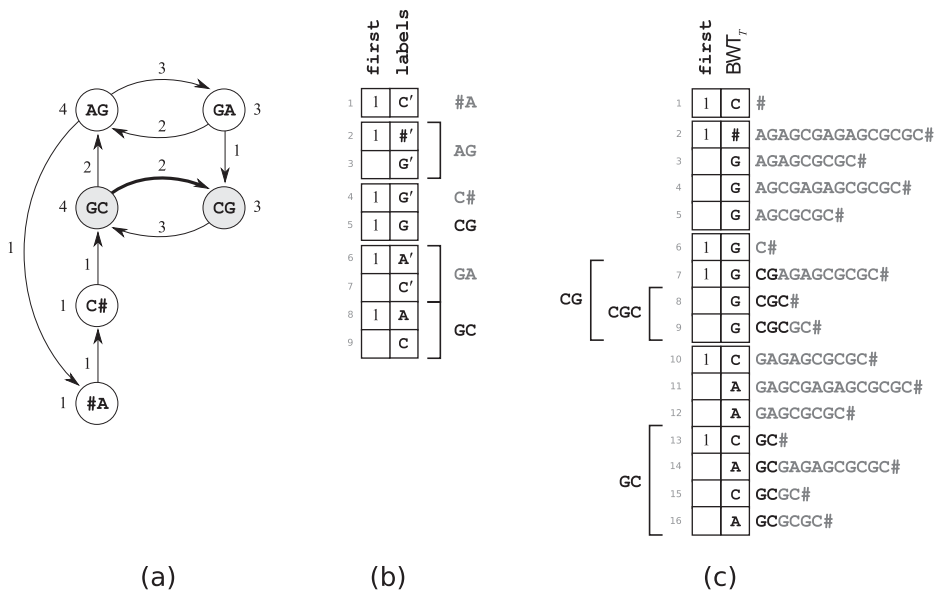 3
4 AG GA 3
2
1
2 2
4 GC CG 3
3
1
1
1 C#
1
1 #A
(a)
first labels
1 1 C′ #A
2 1 #′
AG
3 G′
4 1 G′ C#
5 1 G CG
6 1 A′
GA
7 C′
8 1 A
GC
9 C
(b)
first BWT_T
1 1 C #
2 1 # AGAGCGAGAGCGCGC#
3 G AGAGCGCGC#
4 G AGCGAGAGCGCGC#
5 G AGCGCGC#
6 1 G C#
7 1 G CGAGAGCGCGC#
CG
CGC
8 G CGC#
9 G CGCGC#
10 1 C GAGAGCGCGC#
11 A GAGCGAGAGCGCGC#
12 A GAGCGCGC#
13 1 C GC#
14 A GCGAGAGCGCGC#
GC
15 C GCGC#
16 A GCGCGC#
(c)